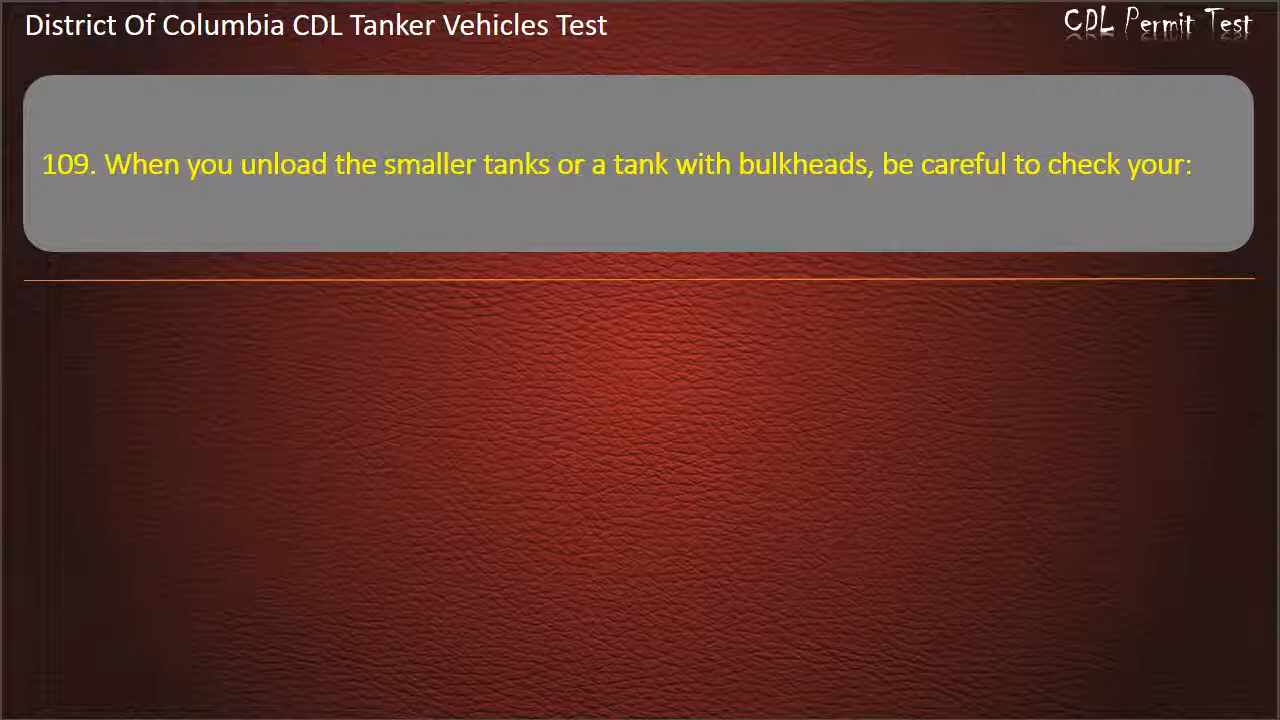 District Of Columbia CDL Tanker Vehicles Test
CDL Permit Test
109. When you unload the smaller tanks or a tank with bulkheads, be careful to check your: